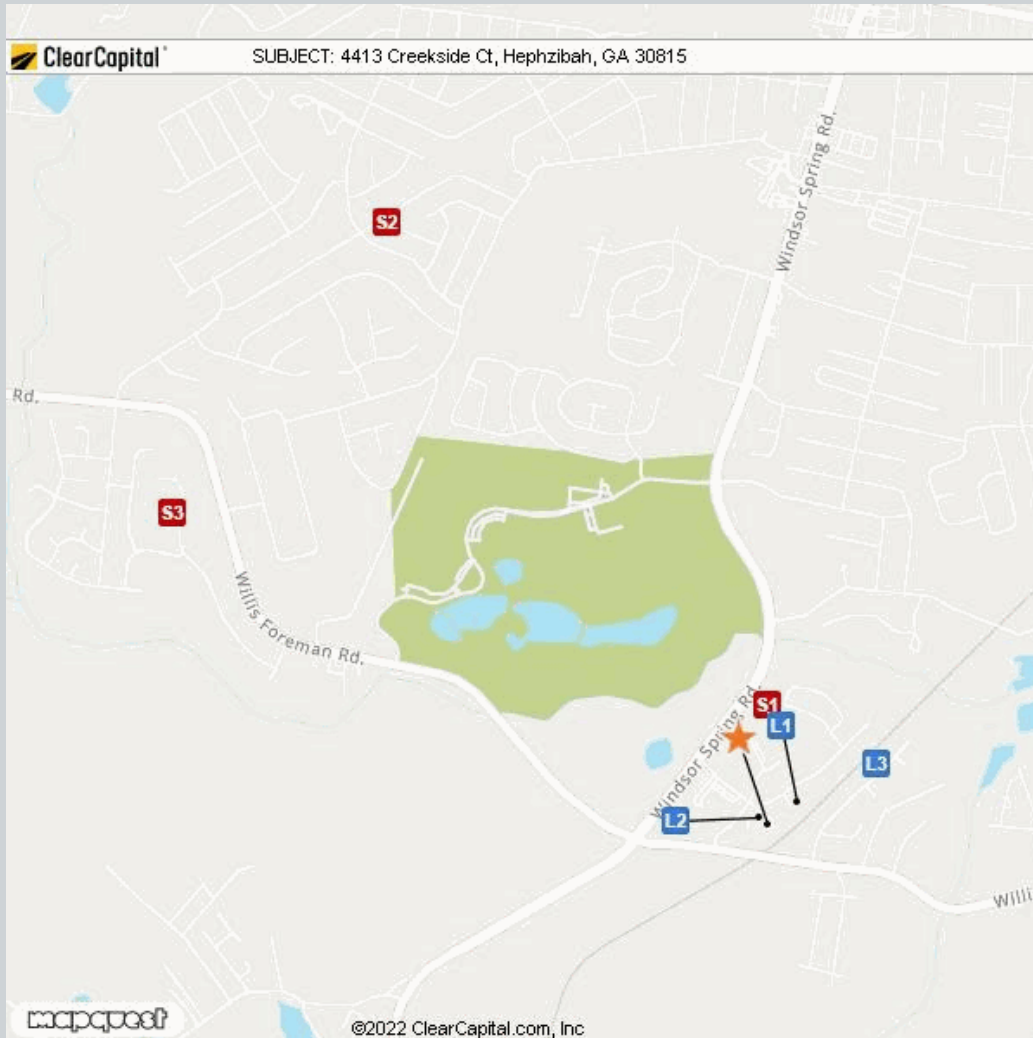 ClearCapital
SUBJECT: 4413 Creekside Ct, Hephzibah, GA 30815
Windsor Spring Rd.
S2
Rd.
S3
Willis Foreman Rd.
S1
Windsor Spring Rd.
L1
L3
L2
Willi
mapquest
©2022 ClearCapital.com, Inc